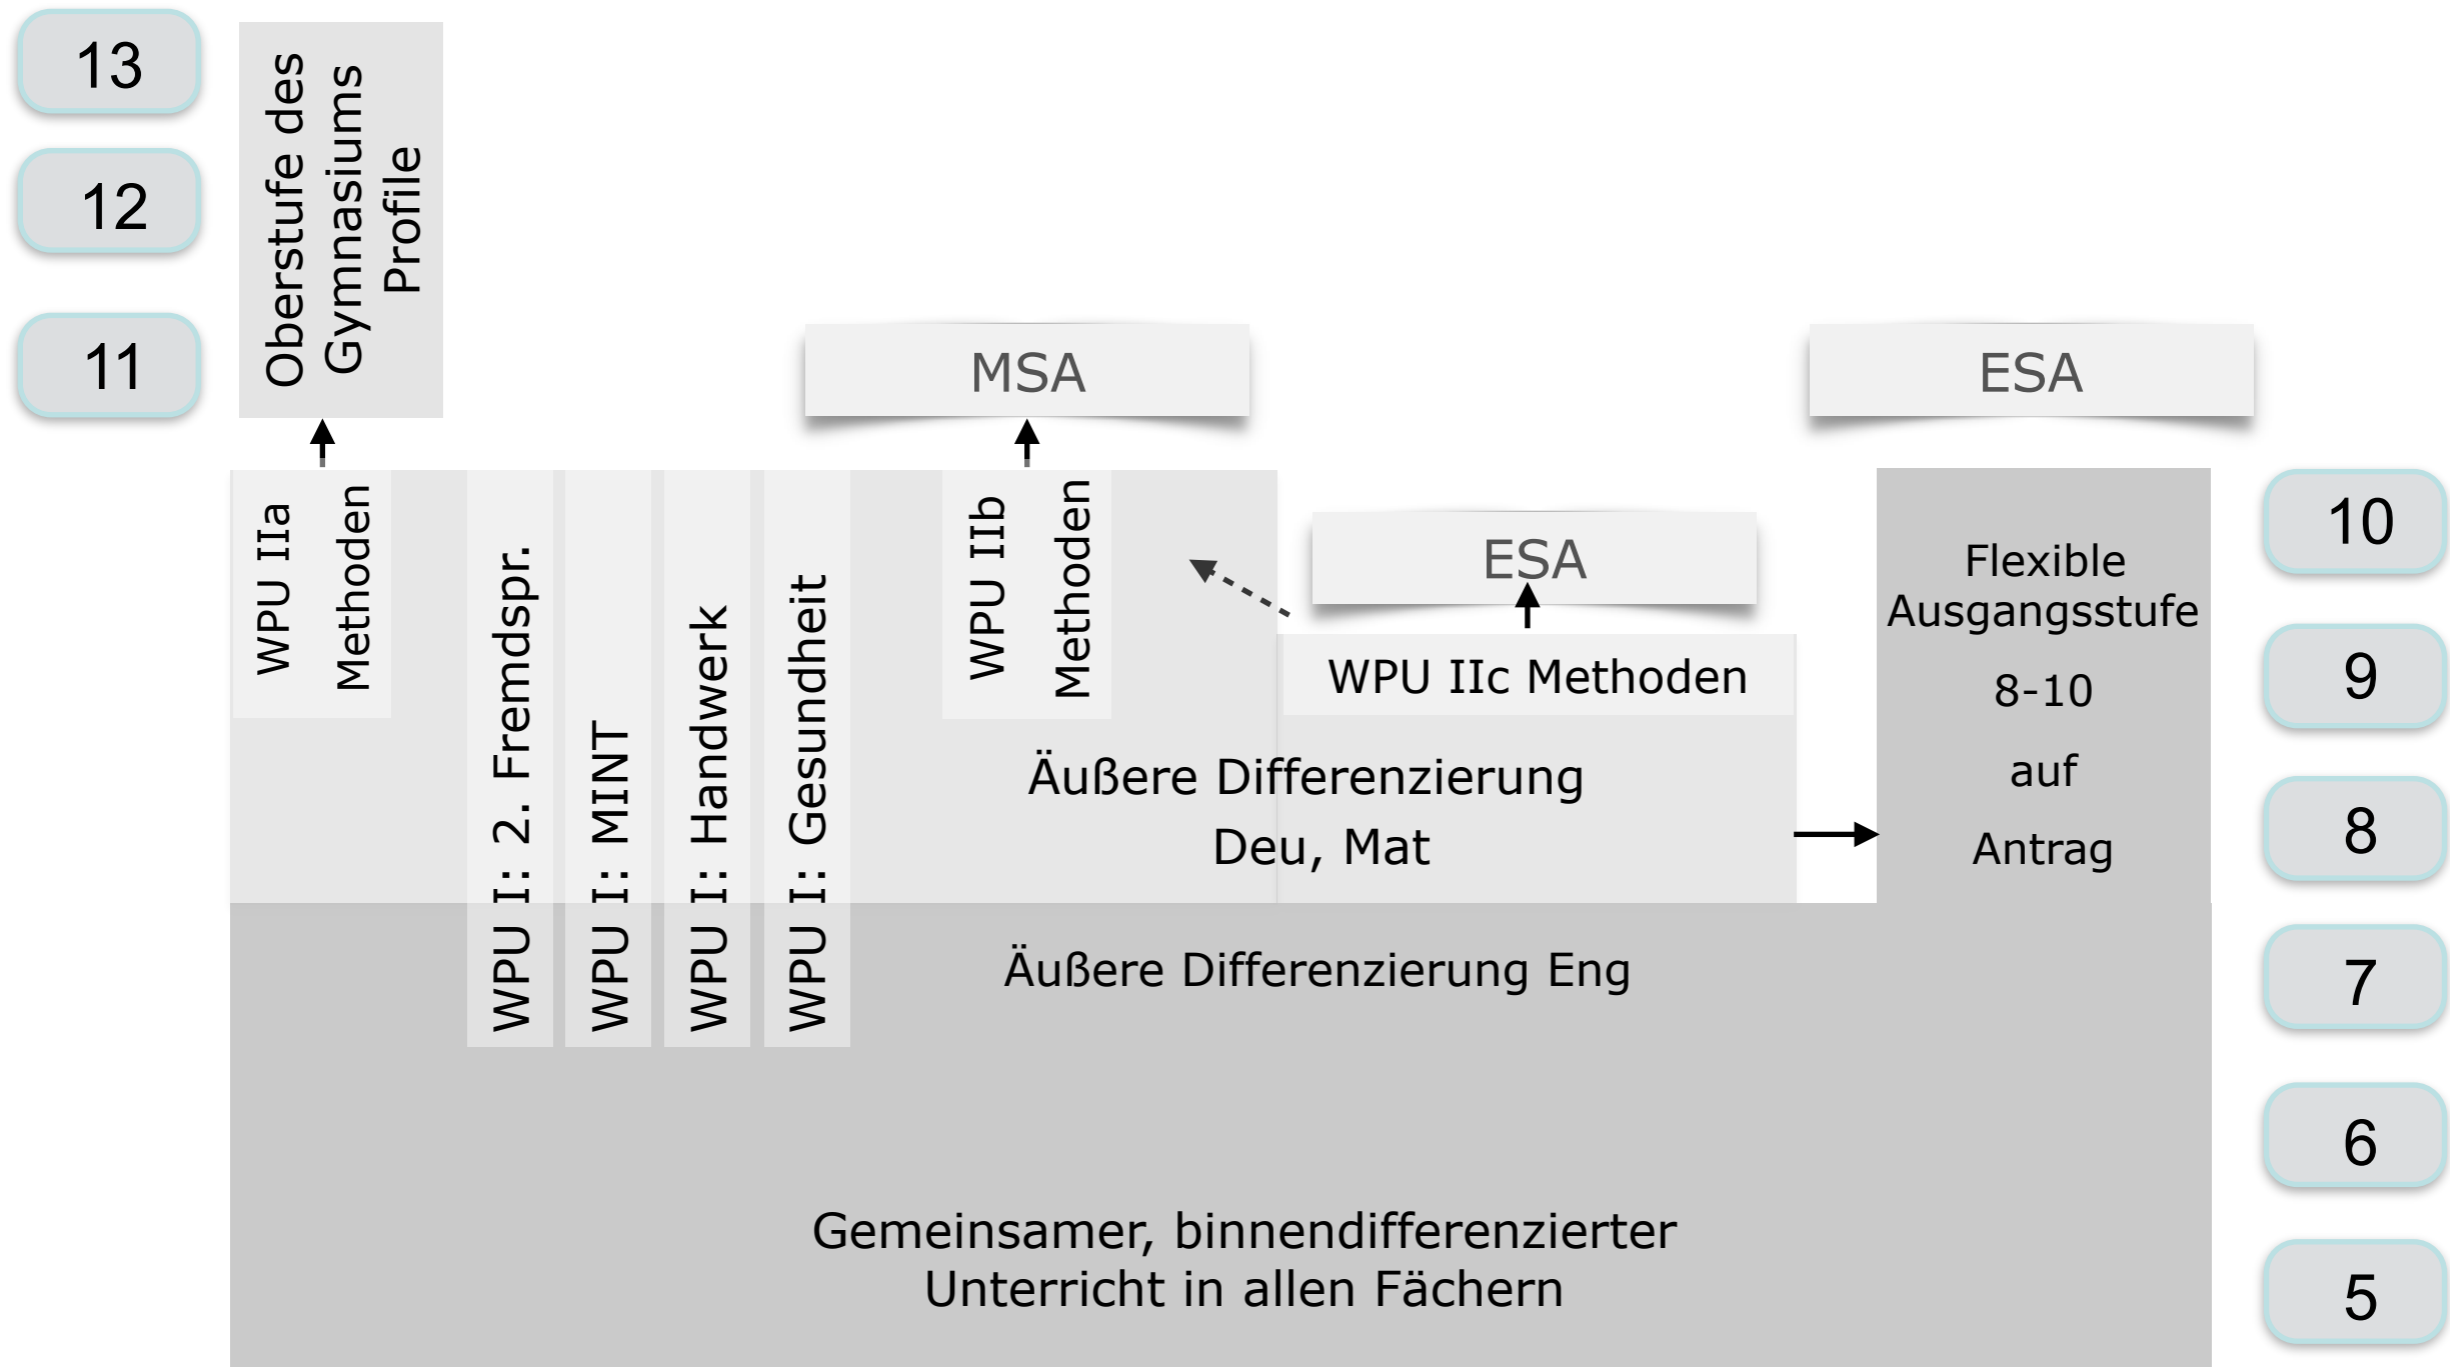 13
12
11
Oberstufe des
Gymnasiums
Profile
MSA
ESA
WPU IIa
Methoden
WPU I: 2. Fremdspr.
WPU I: MINT
WPU I: Handwerk
WPU I: Gesundheit
WPU IIb
Methoden
ESA
WPU IIc Methoden
Äußere Differenzierung
Deu, Mat
Flexible
Ausgangsstufe
8-10
auf
Antrag
Äußere Differenzierung Eng
Gemeinsamer, binnendifferenzierter
Unterricht in allen Fächern
10
9
8
7
6
5